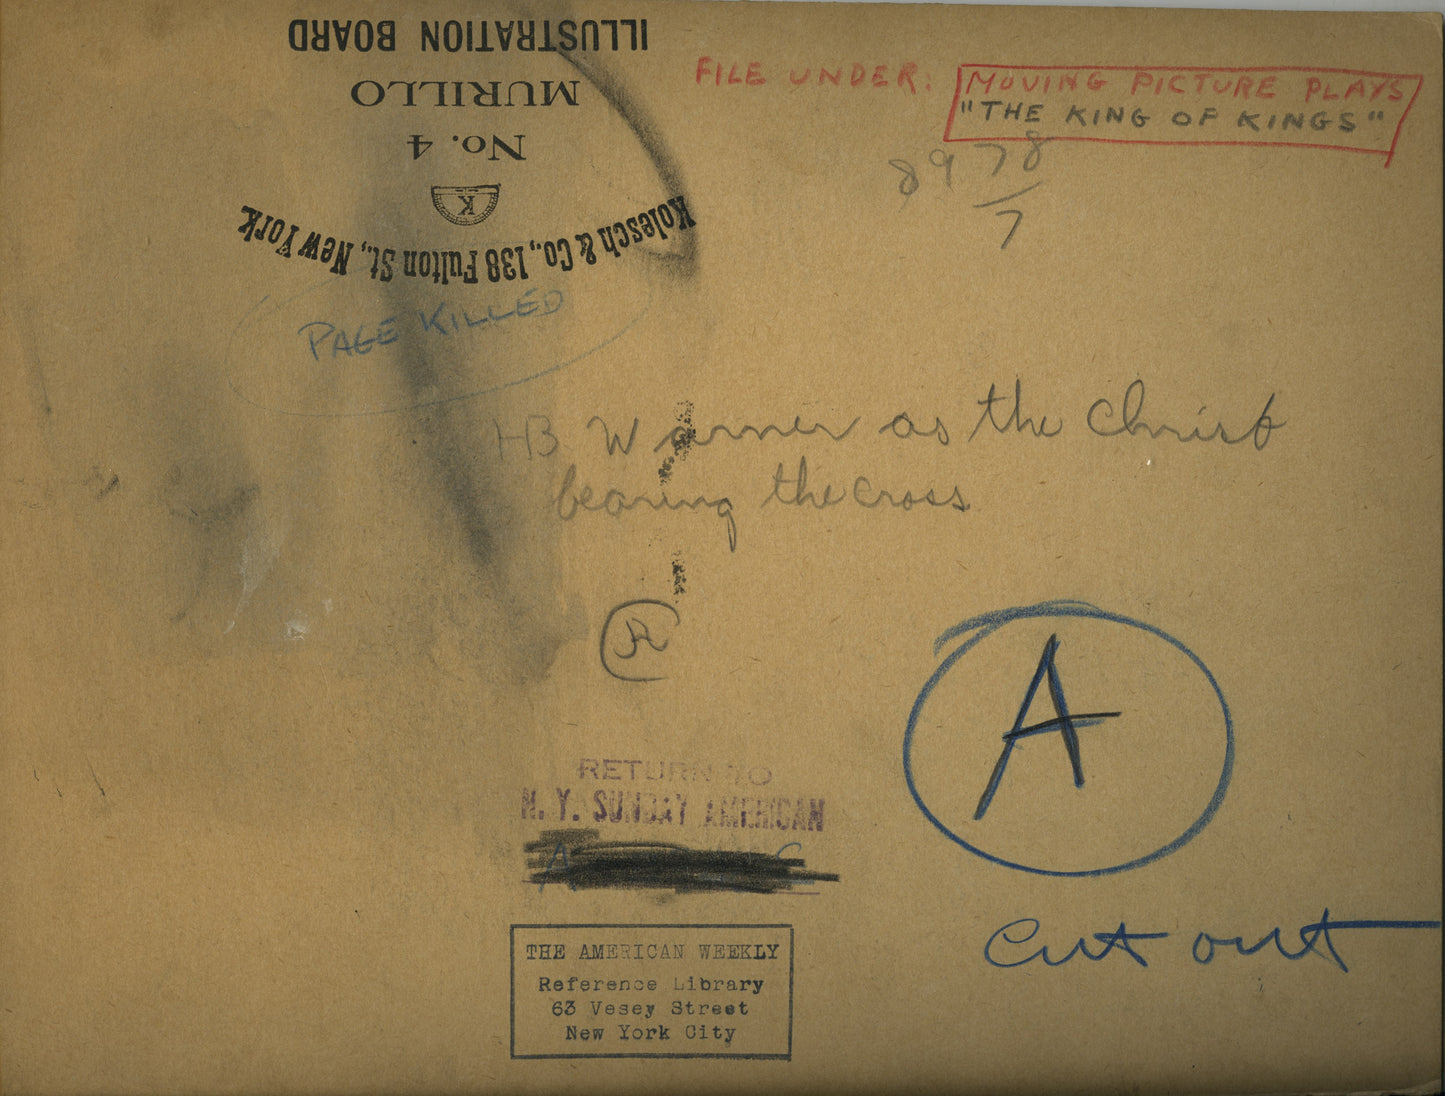 ILLUSTRATION BOARD
MURILLO
No. 4
K
Kolesch & Co., 138 Fulton St., New York
FILE UNDER: MOVING PICTURE PLAYS
"THE KING OF KINGS"
8978
7
PAGE KILLED
HB Warner as the Christ
bearing the cross
R
A
RETURN TO
N. Y. SUNDAY AMERICAN
cut out
THE AMERICAN WEEKLY
Reference Library
63 Vesey Street
New York City